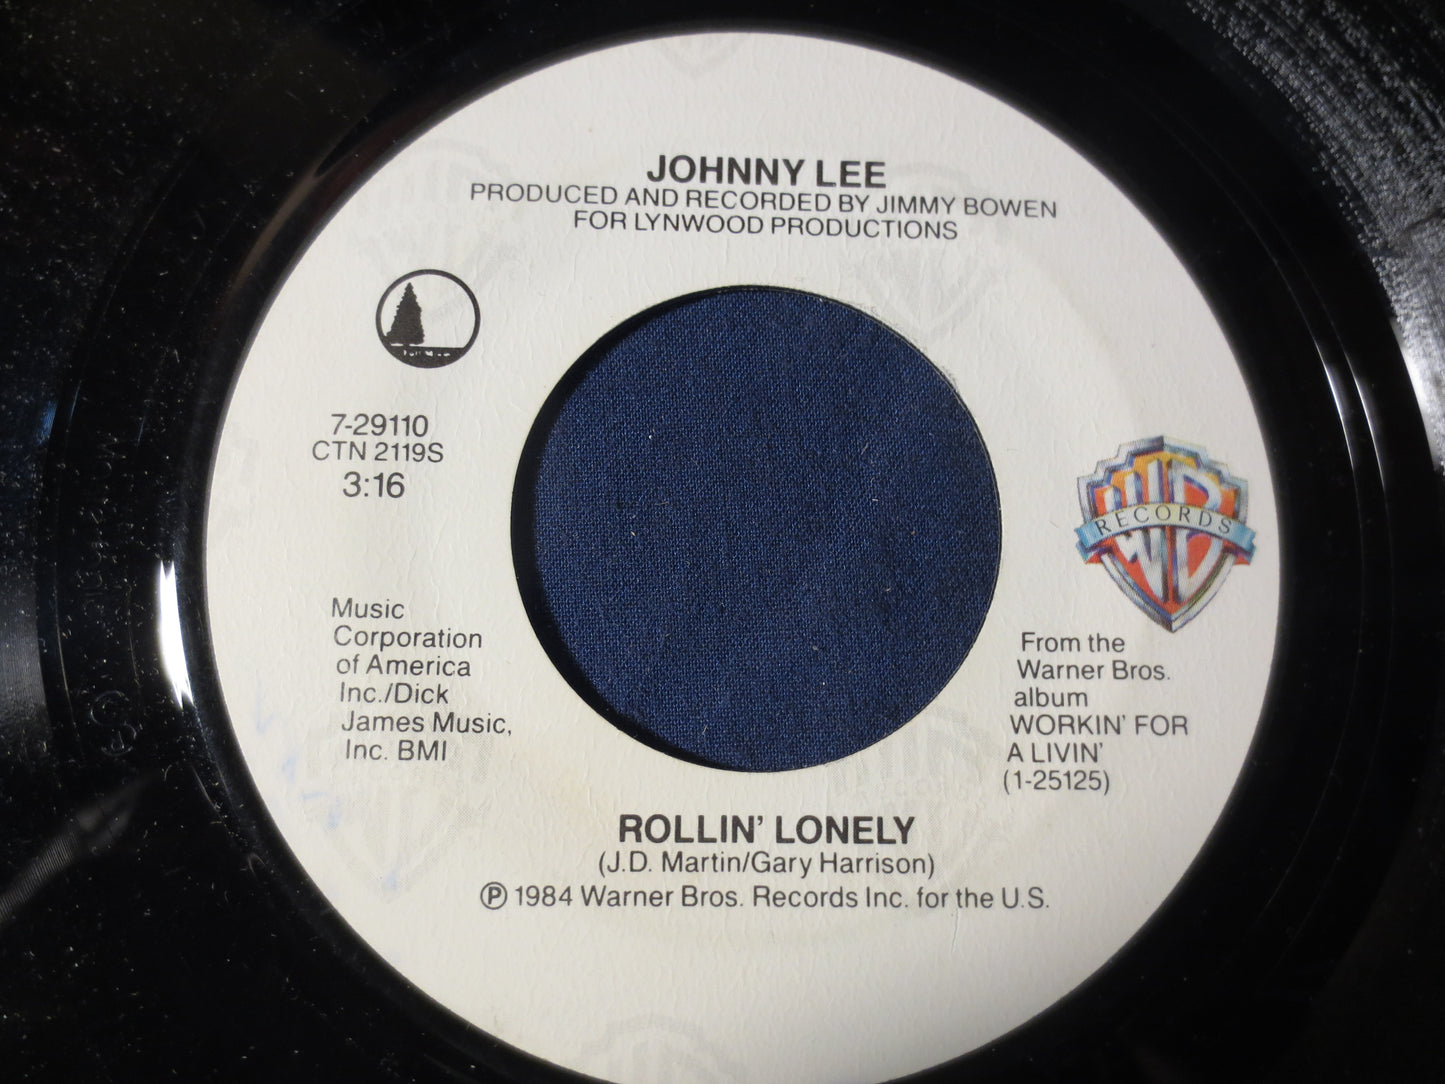 JOHNNY LEE
PRODUCED AND RECORDED BY JIMMY BOWEN
FOR LYNWOOD PRODUCTIONS
7-29110
CTN 2119S
3:16
RECORDS
Music
Corporation
of America
Inc./Dick
James Music,
Inc. BMI
From the
Warner Bros.
album
WORKIN' FOR
A LIVIN'
(1-25125)
ROLLIN' LONELY
(J.D. Martin/Gary Harrison)
Ⓟ 1984 Warner Bros. Records Inc. for the U.S.